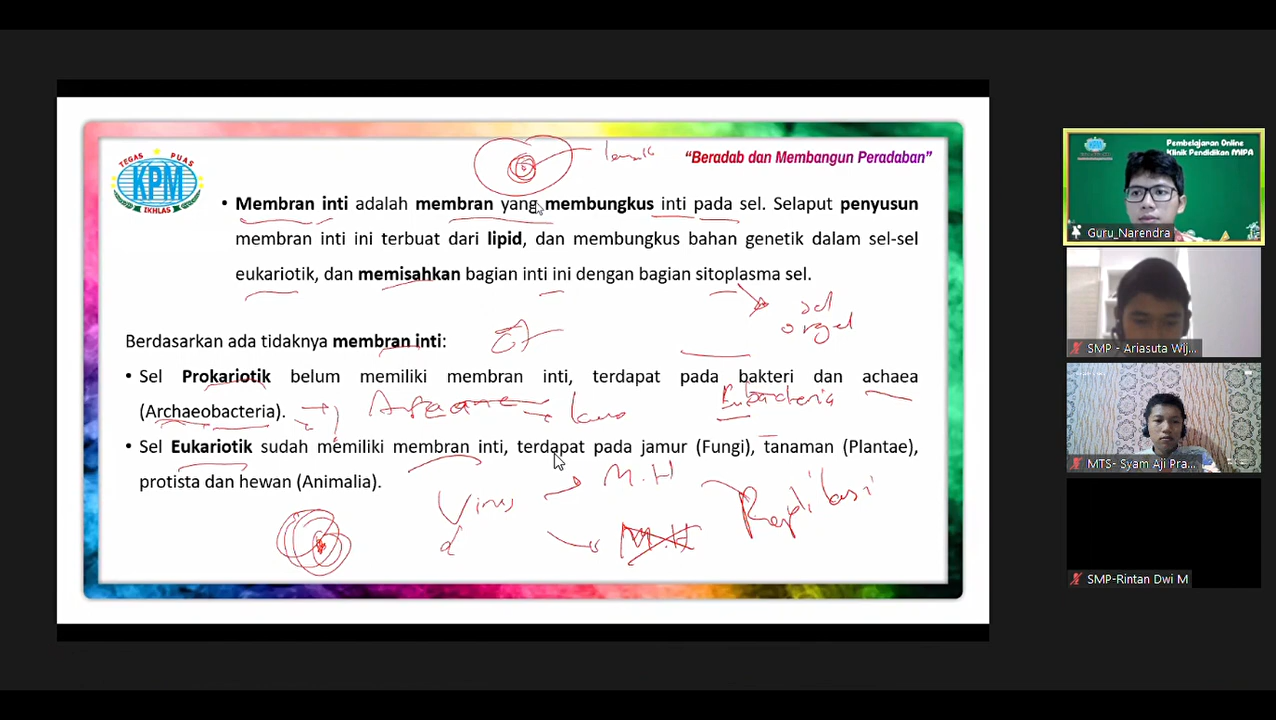 TEGAS PUAS
KPM
IKHLAS
“Beradab dan Membangun Peradaban”
• Membran inti adalah membran yang membungkus inti pada sel. Selaput penyusun
membran inti ini terbuat dari lipid, dan membungkus bahan genetik dalam sel-sel
eukariotik, dan memisahkan bagian inti ini dengan bagian sitoplasma sel.
sel
orgel
Berdasarkan ada tidaknya membran inti:
• Sel Prokariotik belum memiliki membran inti, terdapat pada bakteri dan achaea
(Archaeobacteria).
Eubacteria
• Sel Eukariotik sudah memiliki membran inti, terdapat pada jamur (Fungi), tanaman (Plantae),
protista dan hewan (Animalia).
Virus
M.H
Replikasi
M.H
Pembelajaran Online
Klinik Pendidikan MIPA
Guru_Narendra
SMP - Ariasuta Wij...
MTS- Syam Aji Pra...
SMP-Rintan Dwi M